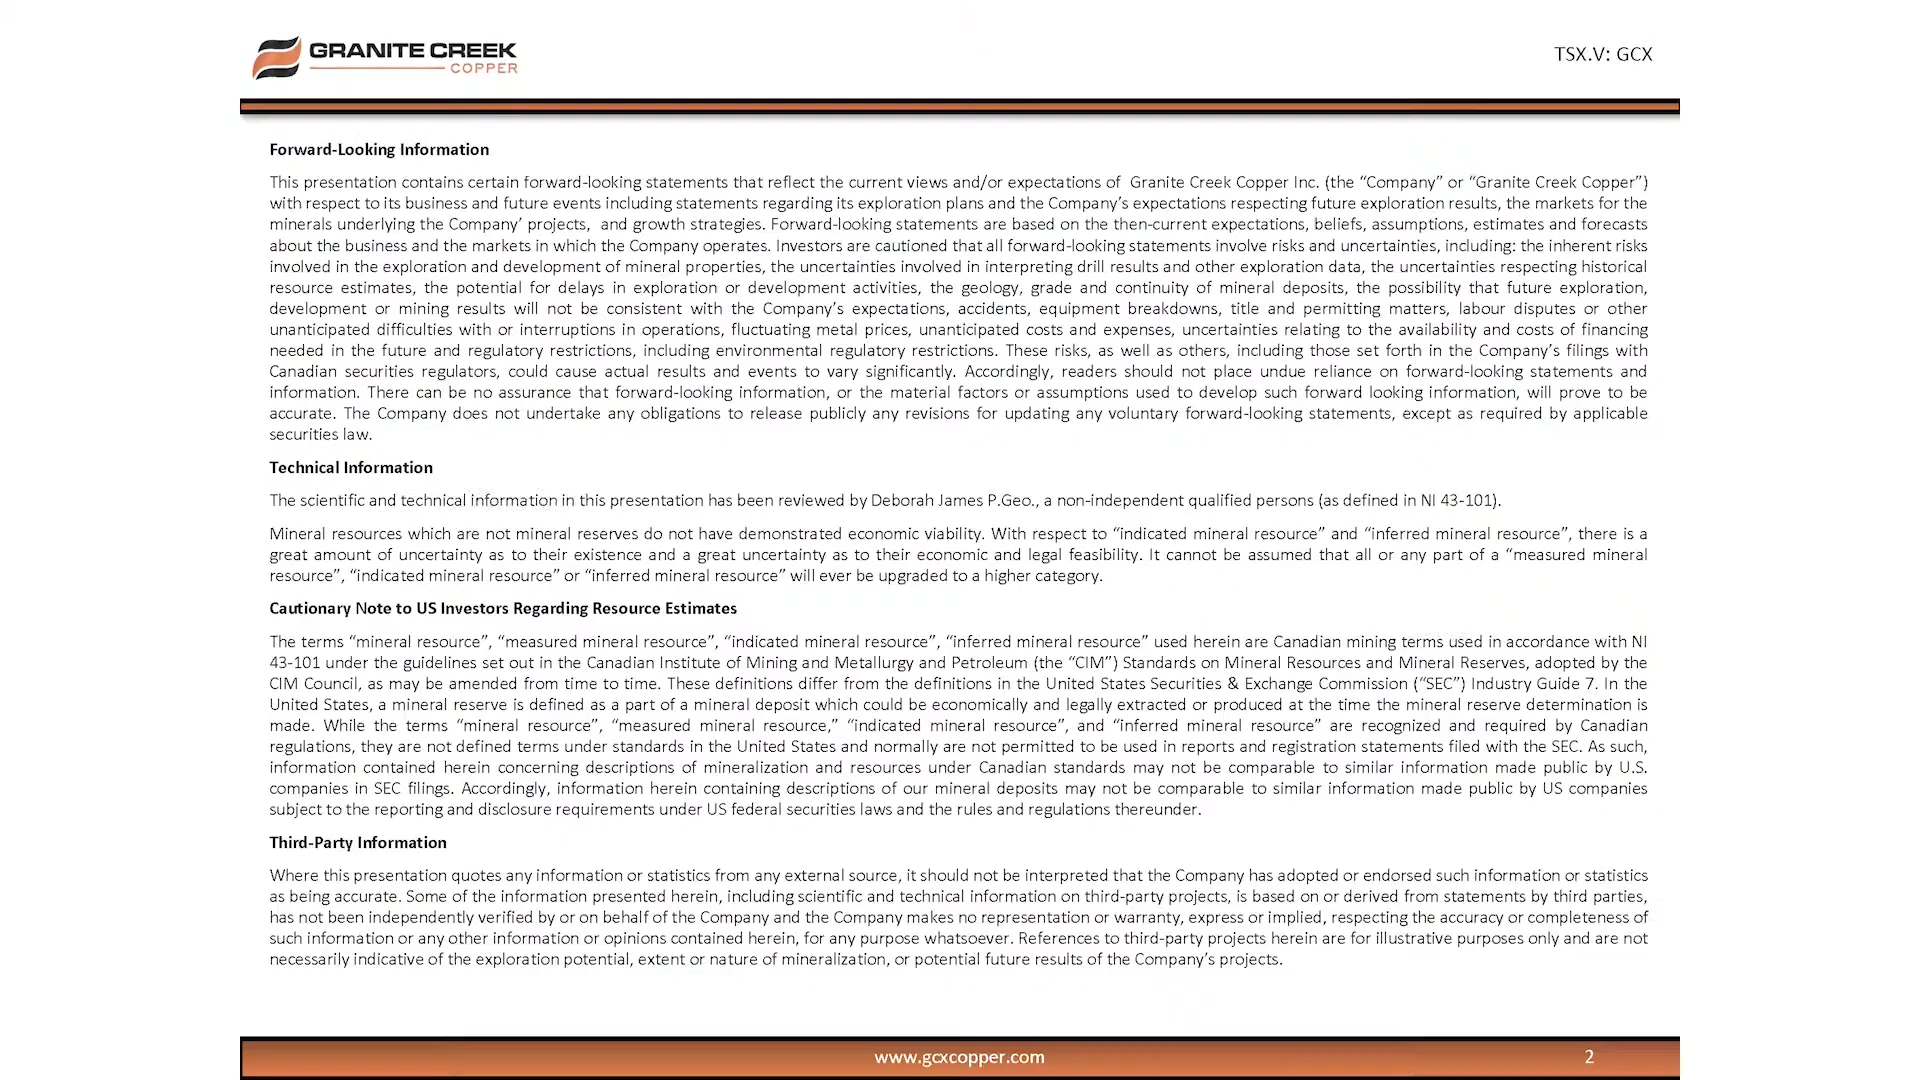 GRANITE CREEK
COPPER
TSX.V: GCX
Forward-Looking Information
This presentation contains certain forward-looking statements that reflect the current views and/or expectations of  Granite Creek Copper Inc. (the “Company” or “Granite Creek Copper”)
with respect to its business and future events including statements regarding its exploration plans and the Company’s expectations respecting future exploration results, the markets for the
minerals underlying the Company’ projects,  and growth strategies. Forward-looking statements are based on the then-current expectations, beliefs, assumptions, estimates and forecasts
about the business and the markets in which the Company operates. Investors are cautioned that all forward-looking statements involve risks and uncertainties, including: the inherent risks
involved in the exploration and development of mineral properties, the uncertainties involved in interpreting drill results and other exploration data, the uncertainties respecting historical
resource estimates, the potential for delays in exploration or development activities, the geology, grade and continuity of mineral deposits, the possibility that future exploration,
development or mining results will not be consistent with the Company’s expectations, accidents, equipment breakdowns, title and permitting matters, labour disputes or other
unanticipated difficulties with or interruptions in operations, fluctuating metal prices, unanticipated costs and expenses, uncertainties relating to the availability and costs of financing
needed in the future and regulatory restrictions, including environmental regulatory restrictions. These risks, as well as others, including those set forth in the Company’s filings with
Canadian securities regulators, could cause actual results and events to vary significantly. Accordingly, readers should not place undue reliance on forward-looking statements and
information. There can be no assurance that forward-looking information, or the material factors or assumptions used to develop such forward looking information, will prove to be
accurate. The Company does not undertake any obligations to release publicly any revisions for updating any voluntary forward-looking statements, except as required by applicable
securities law.
Technical Information
The scientific and technical information in this presentation has been reviewed by Deborah James P.Geo., a non-independent qualified persons (as defined in NI 43-101).
Mineral resources which are not mineral reserves do not have demonstrated economic viability. With respect to “indicated mineral resource” and “inferred mineral resource”, there is a
great amount of uncertainty as to their existence and a great uncertainty as to their economic and legal feasibility. It cannot be assumed that all or any part of a “measured mineral
resource”, “indicated mineral resource” or “inferred mineral resource” will ever be upgraded to a higher category.
Cautionary Note to US Investors Regarding Resource Estimates
The terms “mineral resource”, “measured mineral resource”, “indicated mineral resource”, “inferred mineral resource” used herein are Canadian mining terms used in accordance with NI
43-101 under the guidelines set out in the Canadian Institute of Mining and Metallurgy and Petroleum (the “CIM”) Standards on Mineral Resources and Mineral Reserves, adopted by the
CIM Council, as may be amended from time to time. These definitions differ from the definitions in the United States Securities & Exchange Commission (“SEC”) Industry Guide 7. In the
United States, a mineral reserve is defined as a part of a mineral deposit which could be economically and legally extracted or produced at the time the mineral reserve determination is
made. While the terms “mineral resource”, “measured mineral resource,” “indicated mineral resource”, and “inferred mineral resource” are recognized and required by Canadian
regulations, they are not defined terms under standards in the United States and normally are not permitted to be used in reports and registration statements filed with the SEC. As such,
information contained herein concerning descriptions of mineralization and resources under Canadian standards may not be comparable to similar information made public by U.S.
companies in SEC filings. Accordingly, information herein containing descriptions of our mineral deposits may not be comparable to similar information made public by US companies
subject to the reporting and disclosure requirements under US federal securities laws and the rules and regulations thereunder.
Third-Party Information
Where this presentation quotes any information or statistics from any external source, it should not be interpreted that the Company has adopted or endorsed such information or statistics
as being accurate. Some of the information presented herein, including scientific and technical information on third-party projects, is based on or derived from statements by third parties,
has not been independently verified by or on behalf of the Company and the Company makes no representation or warranty, express or implied, respecting the accuracy or completeness of
such information or any other information or opinions contained herein, for any purpose whatsoever. References to third-party projects herein are for illustrative purposes only and are not
necessarily indicative of the exploration potential, extent or nature of mineralization, or potential future results of the Company’s projects.
www.gcxcopper.com
2